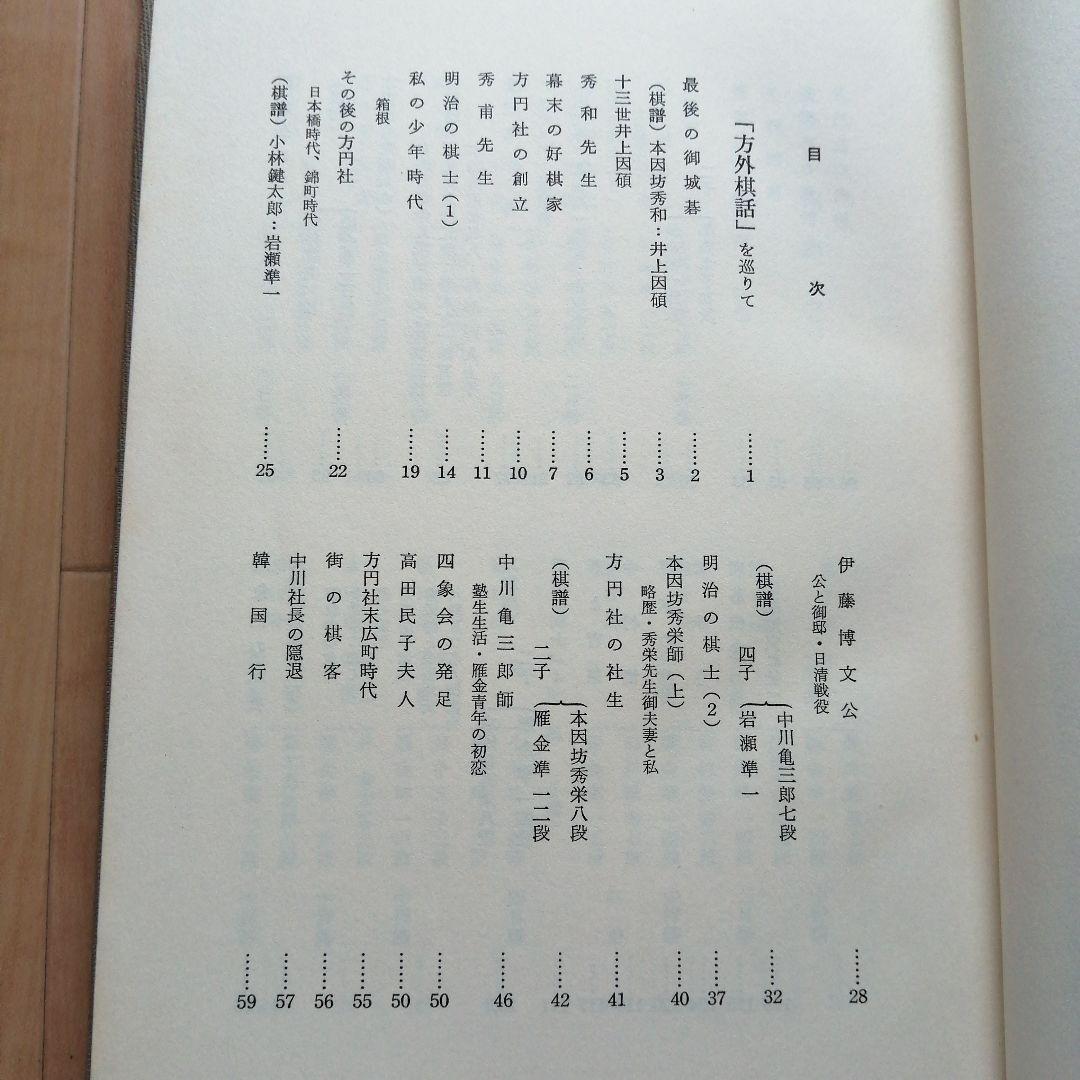 目次
『方外棋話』を巡りて……1
最後の御城碁……2
(棋譜)本因坊秀和:井上因碩……3
十三世井上因碩……5
秀和先生……6
幕末の好棋家……7
方円社の創立……10
秀甫先生……11
明治の棋士(1)……14
私の少年時代……19
箱根
その後の方円社……22
日本橋時代、錦町時代
(棋譜)小林鍵太郎:岩瀬準一……25
伊藤博文公……28
公と御邸・日清戦役
(棋譜)四子{中川亀三郎七段 岩瀬準一……32
明治の棋士(2)……37
本因坊秀栄師(上)……40
略歴・秀栄先生御夫妻と私
方円社の社生……41
(棋譜)二子{本因坊秀栄八段 雁金準一二段……42
中川亀三郎師……46
塾生生活・雁金青年の初恋
四象会の発足……50
高田民子夫人……50
方円社末広町時代……55
街の棋客……56
中川社長の隠退……57
韓国行……59